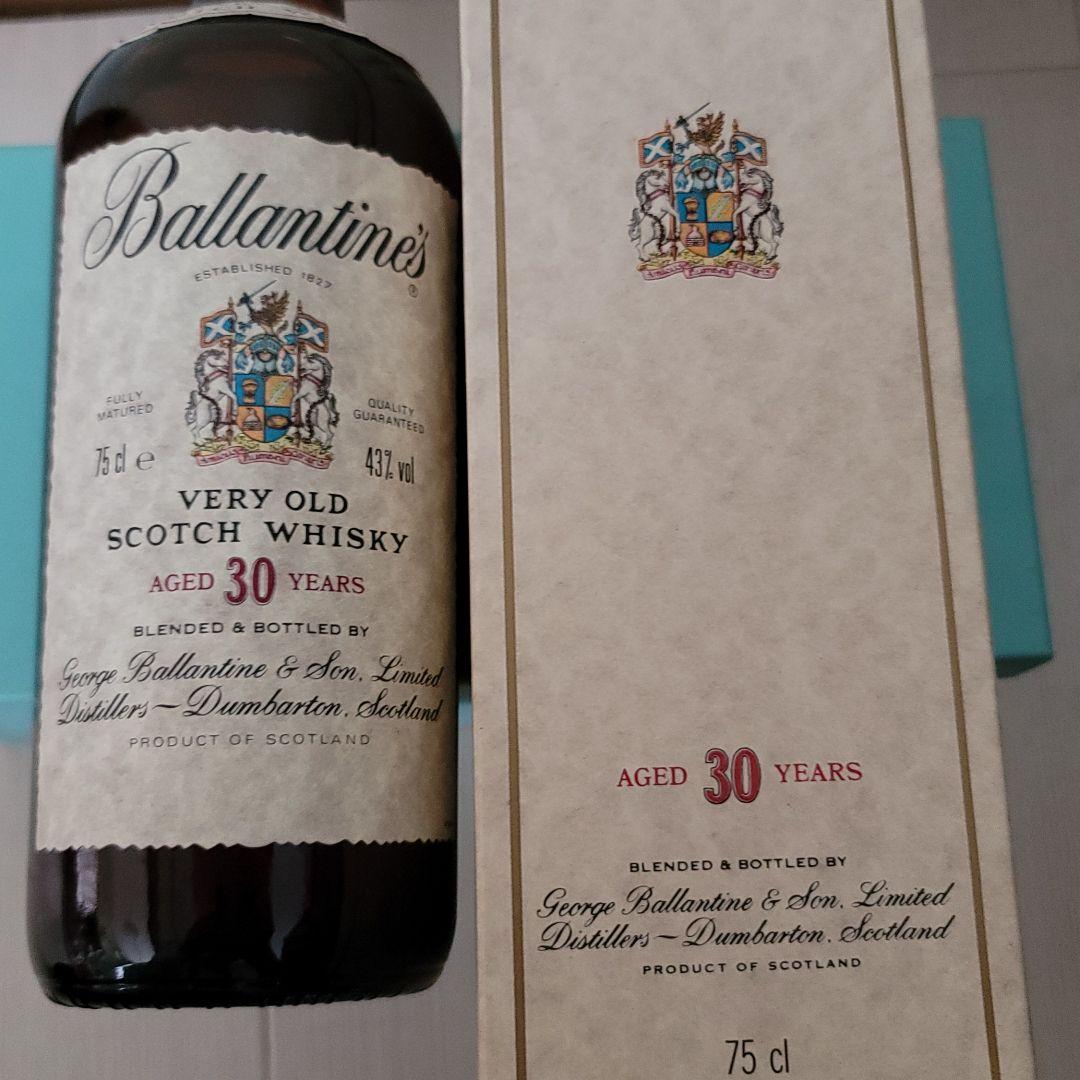 Ballantine's
ESTABLISHED 1827
®
FULLY
MATURED
QUALITY
GUARANTEED
75 cl e
43% vol
VERY OLD
SCOTCH WHISKY
AGED 30 YEARS
BLENDED & BOTTLED BY
George Ballantine & Son, Limited
Distillers — Dumbarton, Scotland
PRODUCT OF SCOTLAND
AGED 30 YEARS
BLENDED & BOTTLED BY
George Ballantine & Son, Limited
Distillers — Dumbarton, Scotland
PRODUCT OF SCOTLAND
75 cl